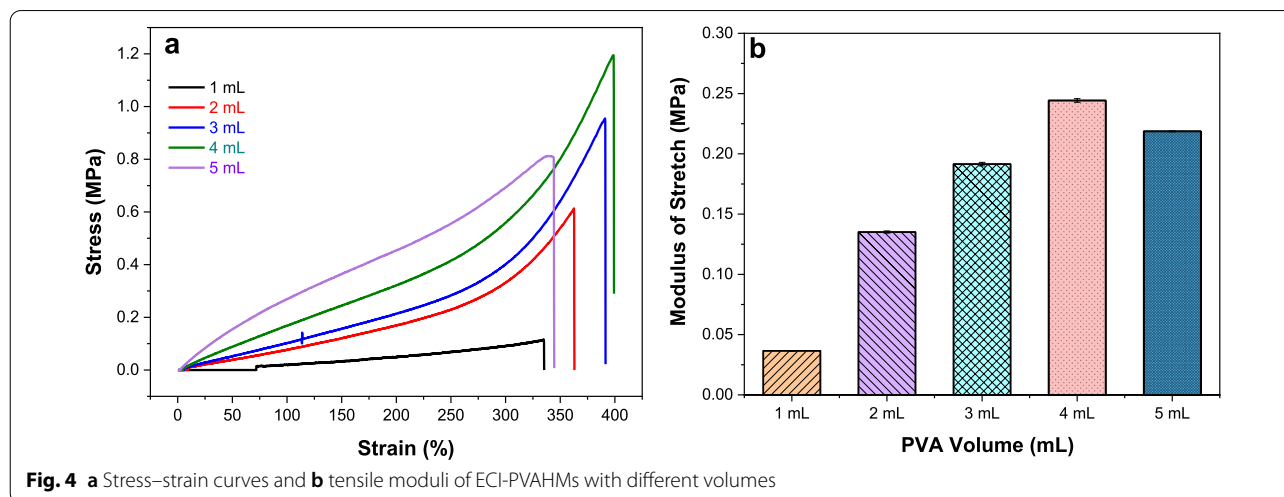 a
1 mL
2 mL
3 mL
4 mL
5 mL
Stress (MPa)
1.2
1.0
0.8
0.6
0.4
0.2
0.0
0 50 100 150 200 250 300 350 400
Strain (%)
b
Modulus of Stretch (MPa)
0.30
0.25
0.20
0.15
0.10
0.05
0.00
1 mL 2 mL 3 mL 4 mL 5 mL
PVA Volume (mL)
Fig. 4 a Stress–strain curves and b tensile moduli of ECI-PVAHMs with different volumes